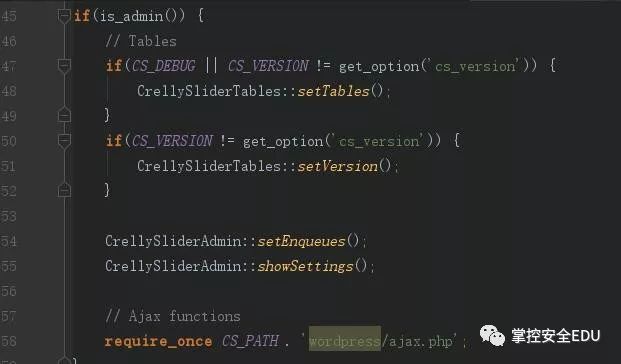 45 if(is_admin()) {
46 // Tables
47 if(CS_DEBUG || CS_VERSION != get_option('cs_version')) {
48 CrellySliderTables::setTables();
49 }
50 if(CS_VERSION != get_option('cs_version')) {
51 CrellySliderTables::setVersion();
52 }
53
54 CrellySliderAdmin::setEnqueues();
55 CrellySliderAdmin::showSettings();
56
57 // Ajax functions
58 require_once CS_PATH . 'wordpress/ajax.php';
掌控安全EDU
}